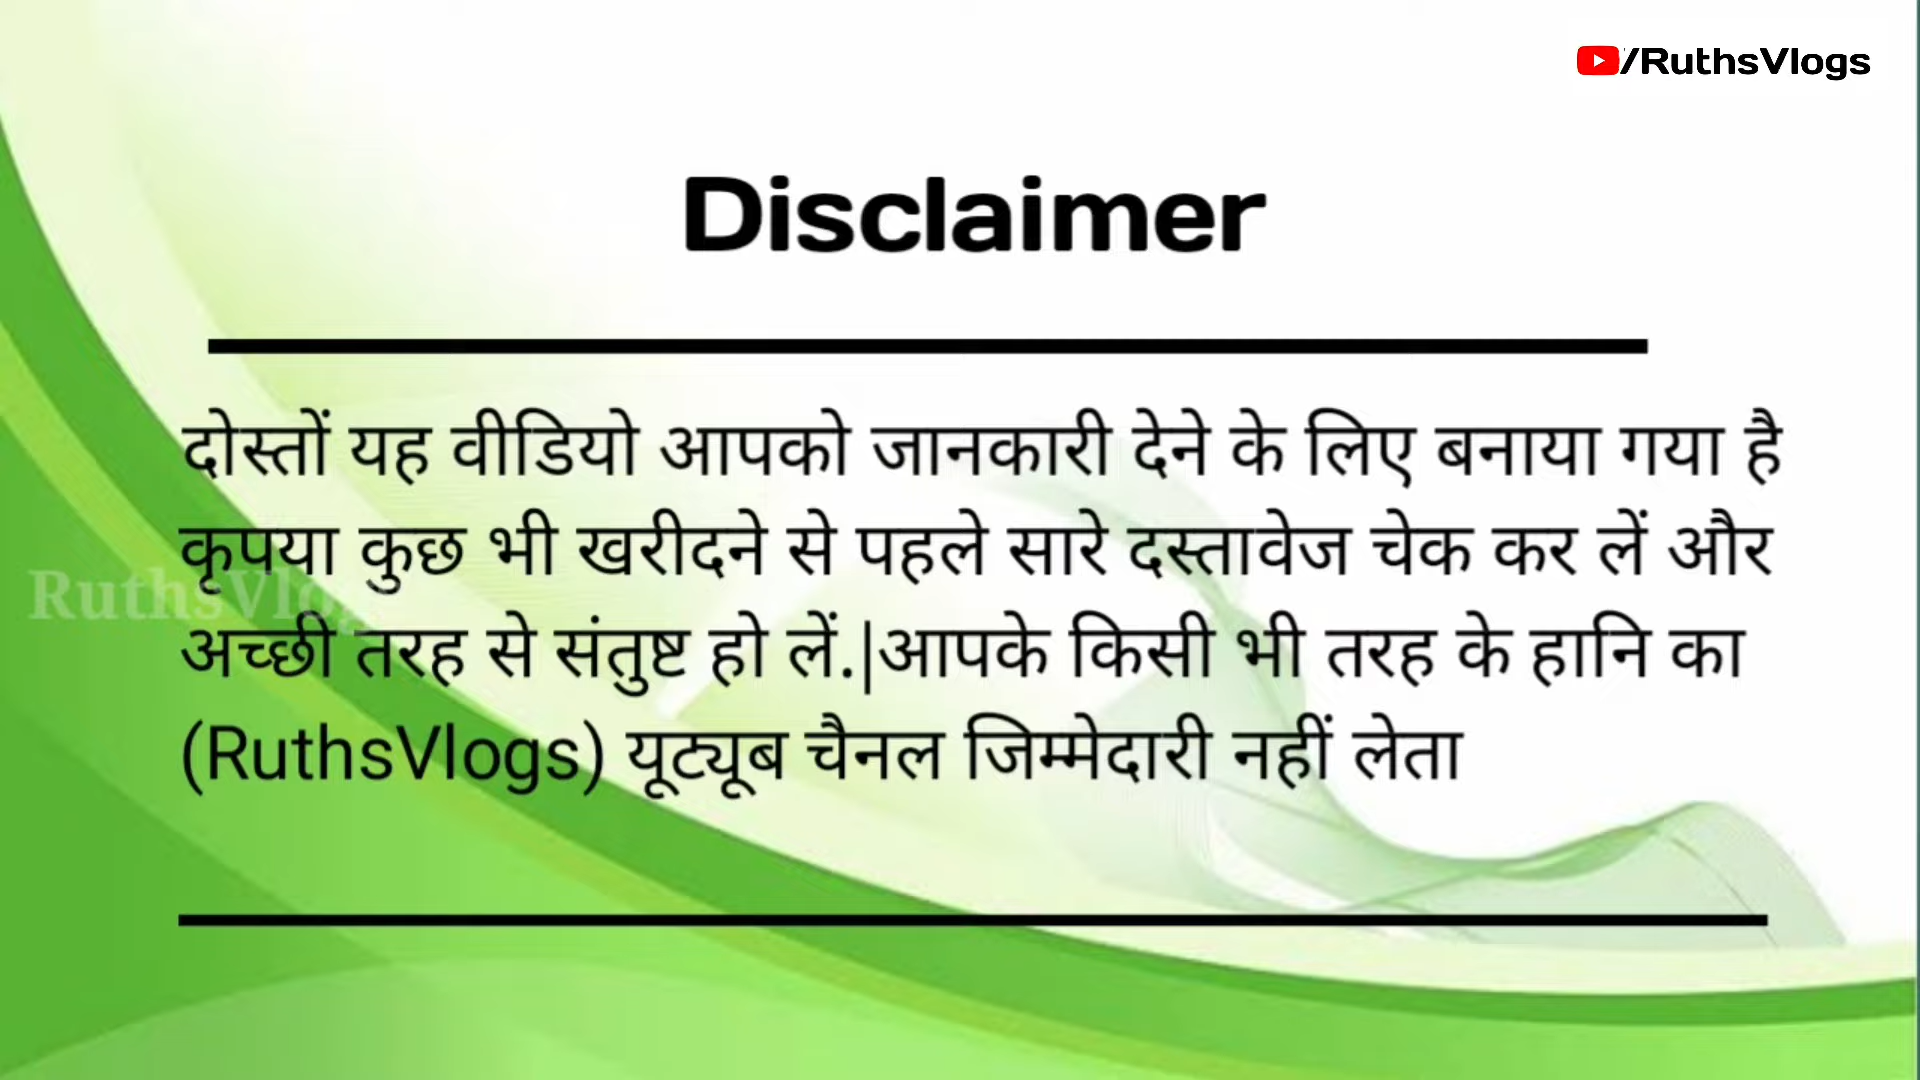 /RuthsVlogs
Disclaimer
दोस्तों यह वीडियो आपको जानकारी देने के लिए बनाया गया है
कृपया कुछ भी खरीदने से पहले सारे दस्तावेज चेक कर लें और
RuthsVlogs
अच्छी तरह से संतुष्ट हो लें.|आपके किसी भी तरह के हानि का
(RuthsVlogs) यूट्यूब चैनल जिम्मेदारी नहीं लेता